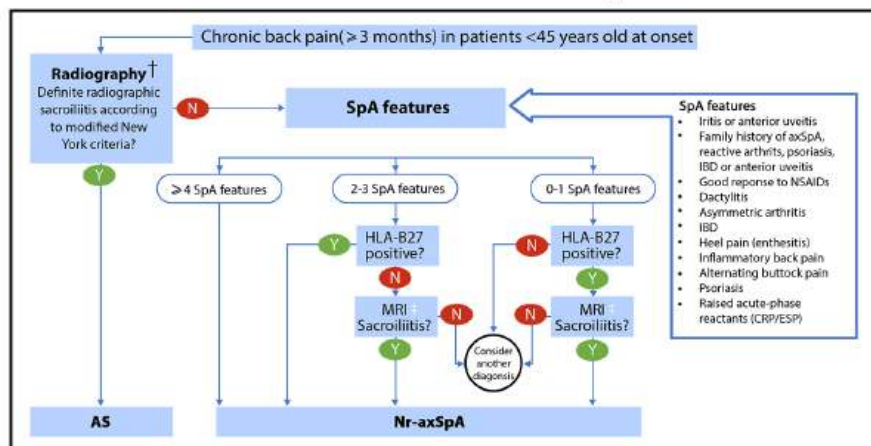 Chronic back pain(≥ 3 months) in patients <45 years old at onset
Radiography†
Definite radiographic
sacroiliitis according
to modified New
York criteria?
N
Y
SpA features
SpA features
• Iritis or anterior uveitis
• Family history of axSpA,
reactive arthrits, psoriasis,
IBD or anterior uveitis
• Good reponse to NSAIDs
• Dactylitis
• Asymmetric arthritis
• IBD
• Heel pain (enthesitis)
• Inflammatory back pain
• Alternating buttock pain
• Psoriasis
• Raised acute-phase
reactants (CRP/ESP)
≥4 SpA features
2-3 SpA features
0-1 SpA features
Y
HLA-B27
positive?
N
N
HLA-B27
positive?
Y
MRI ‡
Sacroiliitis?
N
Y
N
MRI ‡
Sacroiliitis?
Y
Consider
another
diagonsis
AS
Nr-axSpA